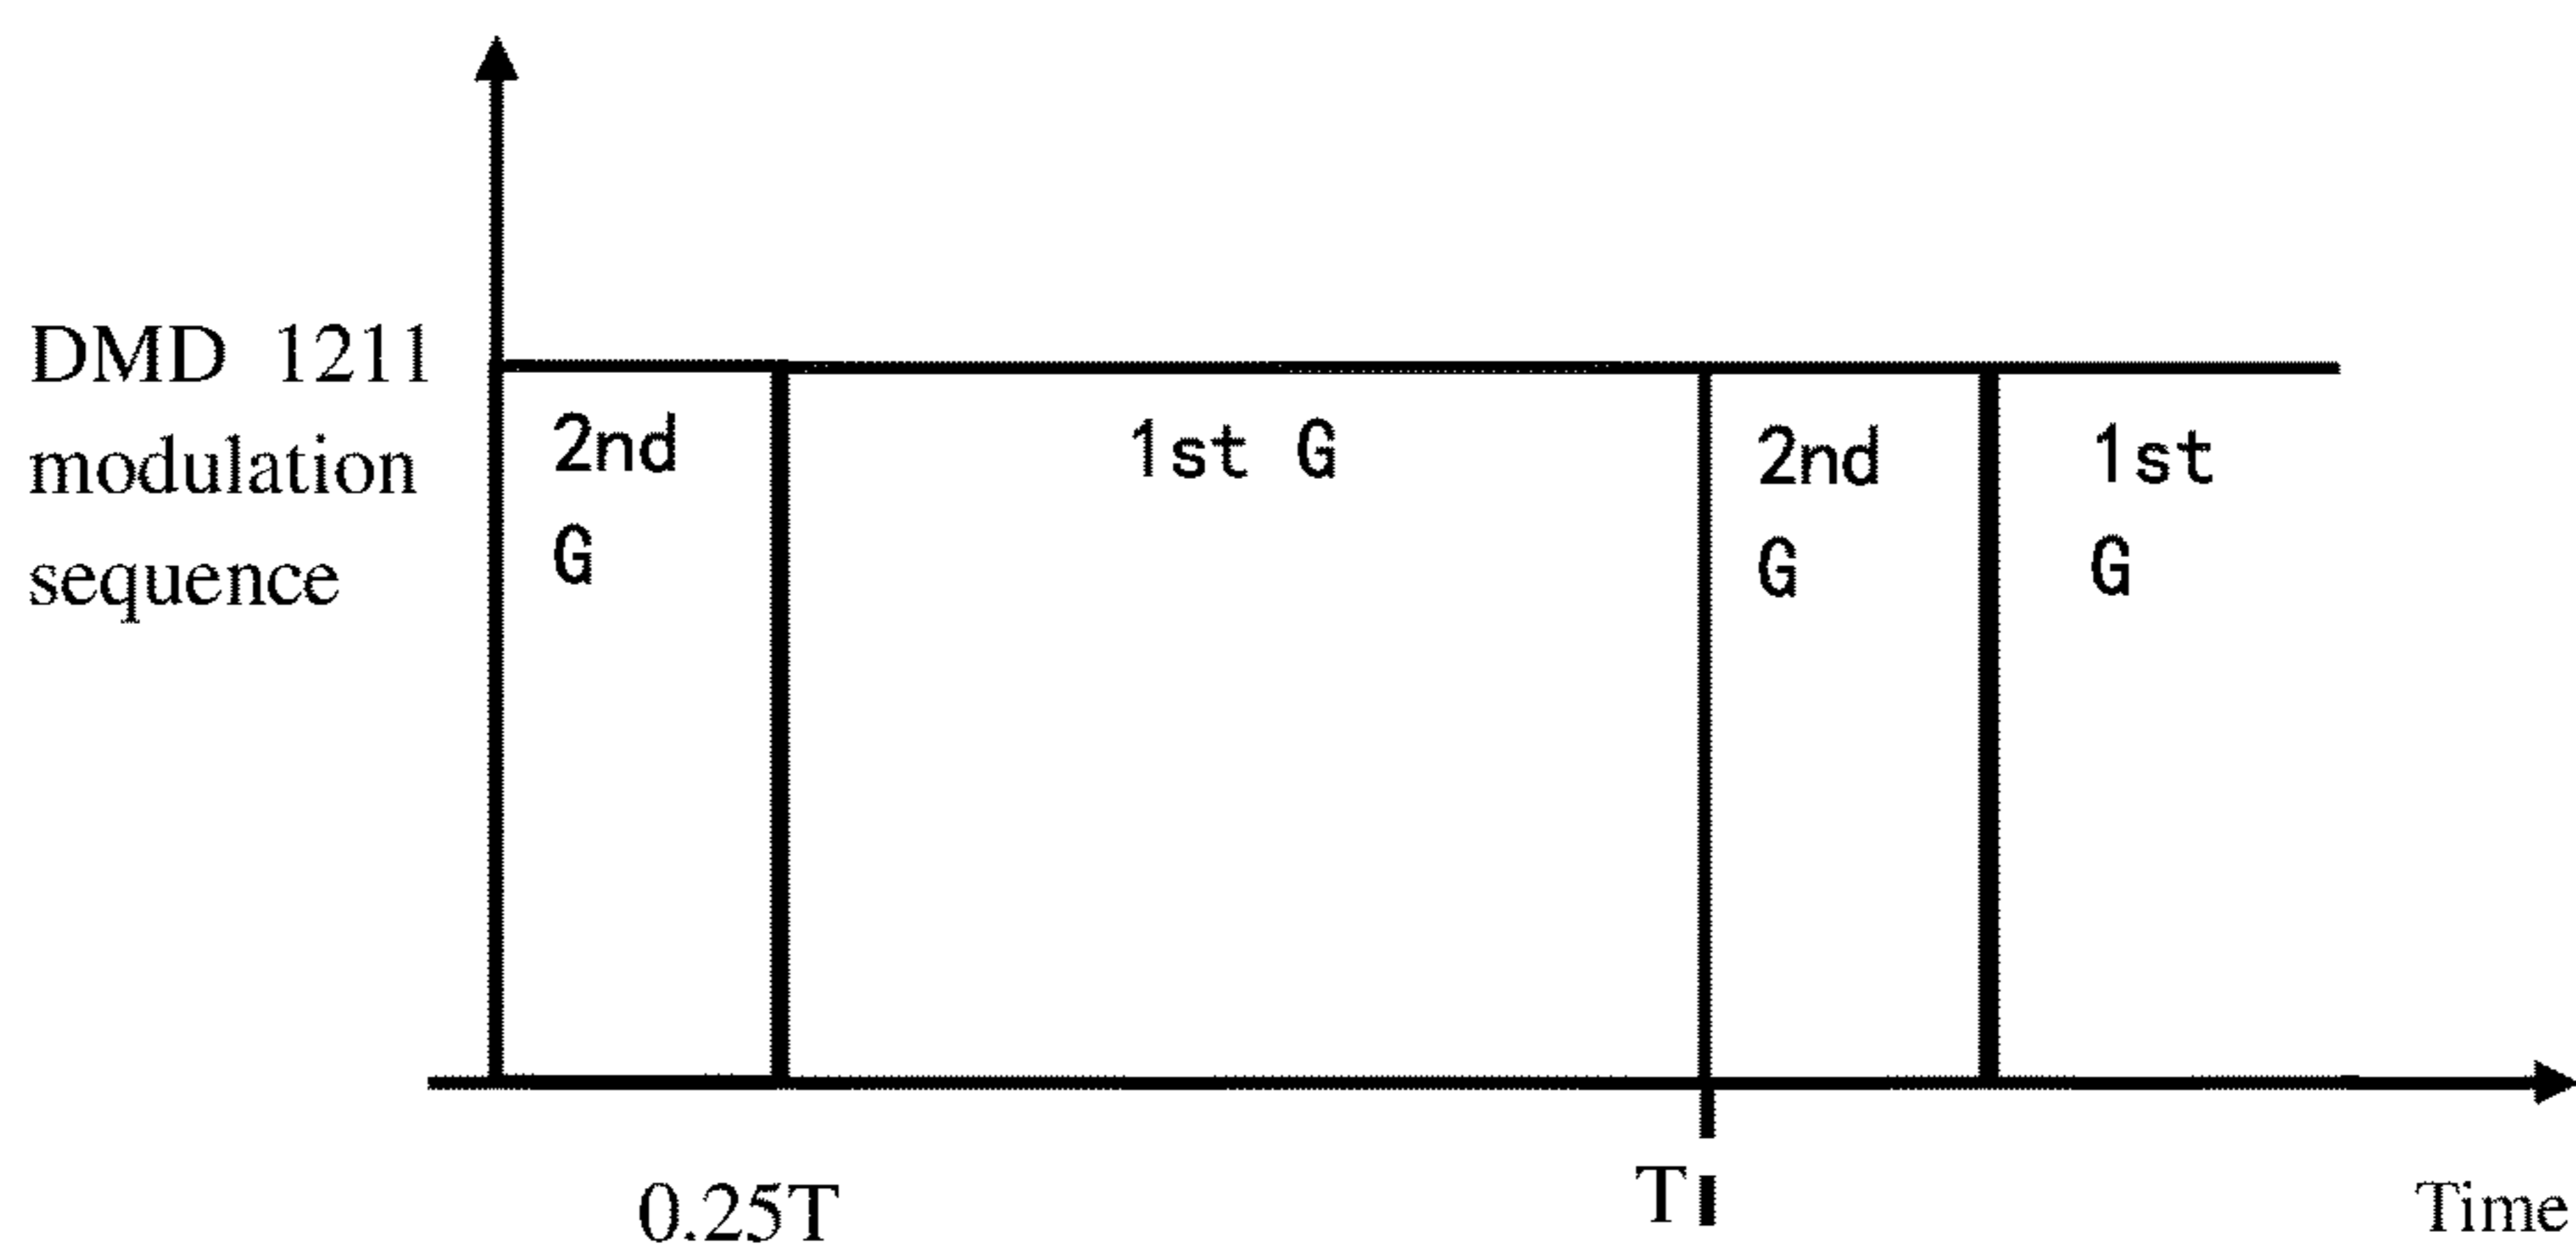 DMD 1211
modulation
sequence
2nd
G
1st G
2nd
G
1st
G
0.25T
T
Time